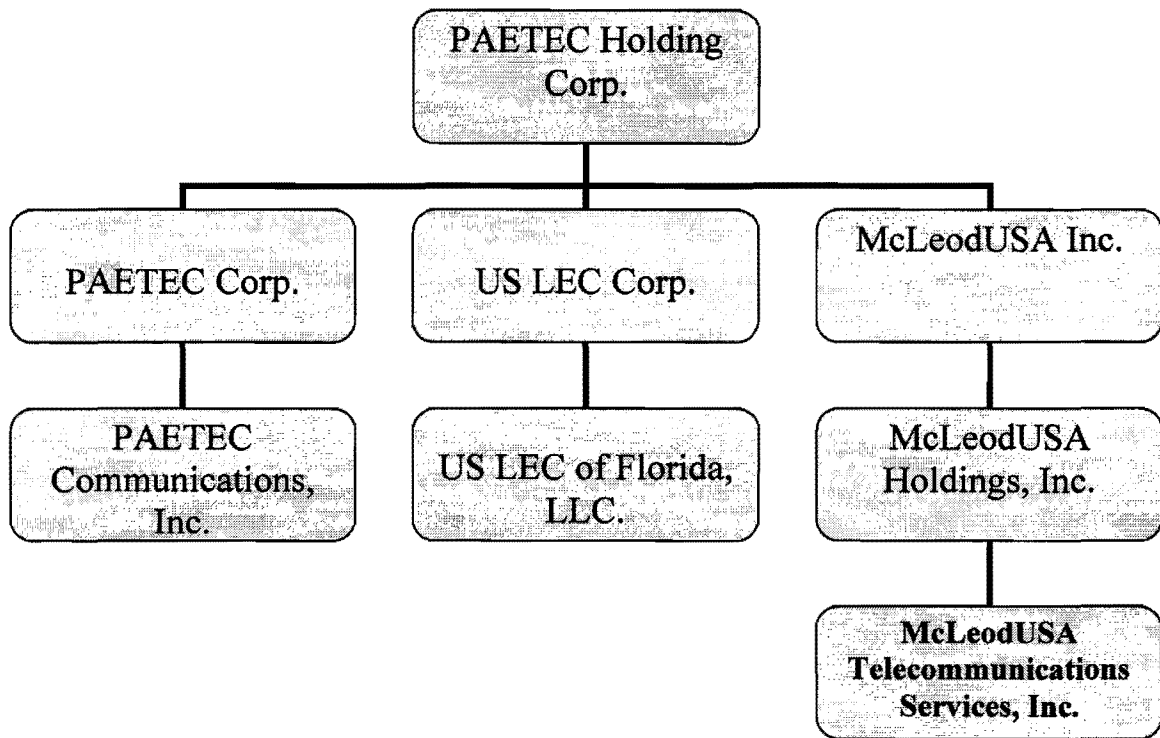 PAETEC Holding
Corp.
PAETEC Corp.
US LEC Corp.
McLeodUSA Inc.
PAETEC
Communications,
Inc.
US LEC of Florida,
LLC.
McLeodUSA
Holdings, Inc.
McLeodUSA
Telecommunications
Services, Inc.